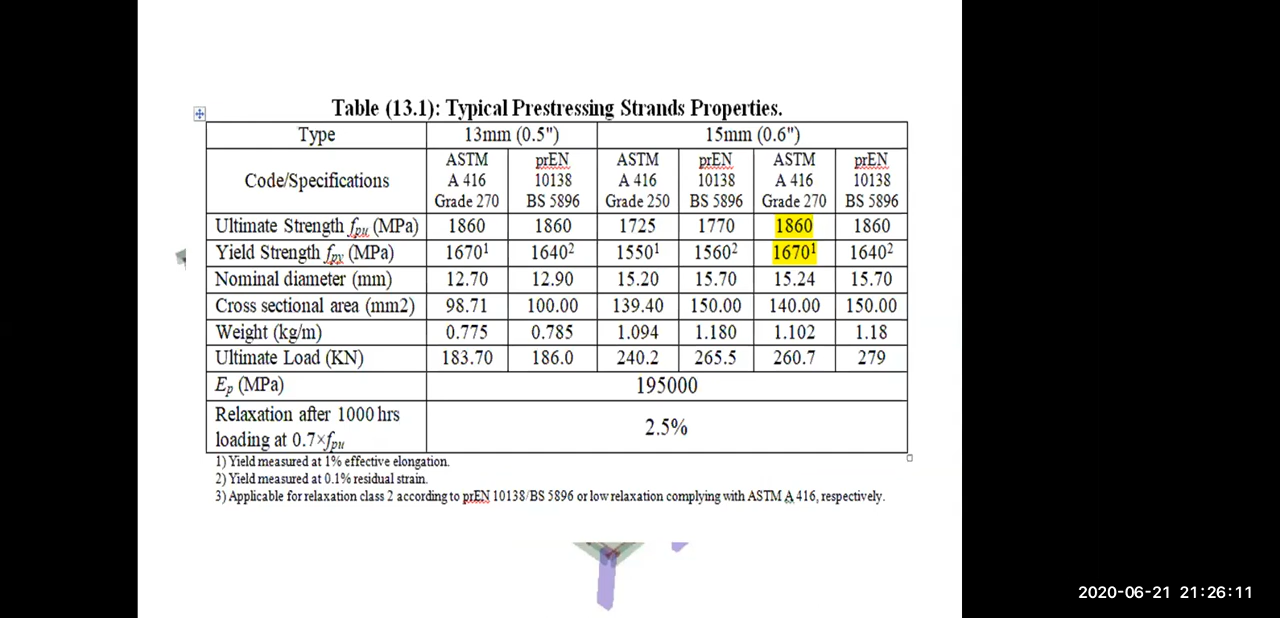 Table (13.1): Typical Prestressing Strands Properties.
Type 13mm (0.5") 15mm (0.6")
Code/Specifications ASTM A 416 Grade 270 prEN 10138 BS 5896 ASTM A 416 Grade 250 prEN 10138 BS 5896 ASTM A 416 Grade 270 prEN 10138 BS 5896
Ultimate Strength fpu (MPa) 1860 1860 1725 1770 1860 1860
Yield Strength fpy (MPa) 1670¹ 1640² 1550¹ 1560² 1670¹ 1640²
Nominal diameter (mm) 12.70 12.90 15.20 15.70 15.24 15.70
Cross sectional area (mm2) 98.71 100.00 139.40 150.00 140.00 150.00
Weight (kg/m) 0.775 0.785 1.094 1.180 1.102 1.18
Ultimate Load (KN) 183.70 186.0 240.2 265.5 260.7 279
Ep (MPa) 195000
Relaxation after 1000 hrs
loading at 0.7×fpu 2.5%
1) Yield measured at 1% effective elongation.
2) Yield measured at 0.1% residual strain.
3) Applicable for relaxation class 2 according to prEN 10138/BS 5896 or low relaxation complying with ASTM A 416, respectively.
2020-06-21 21:26:11